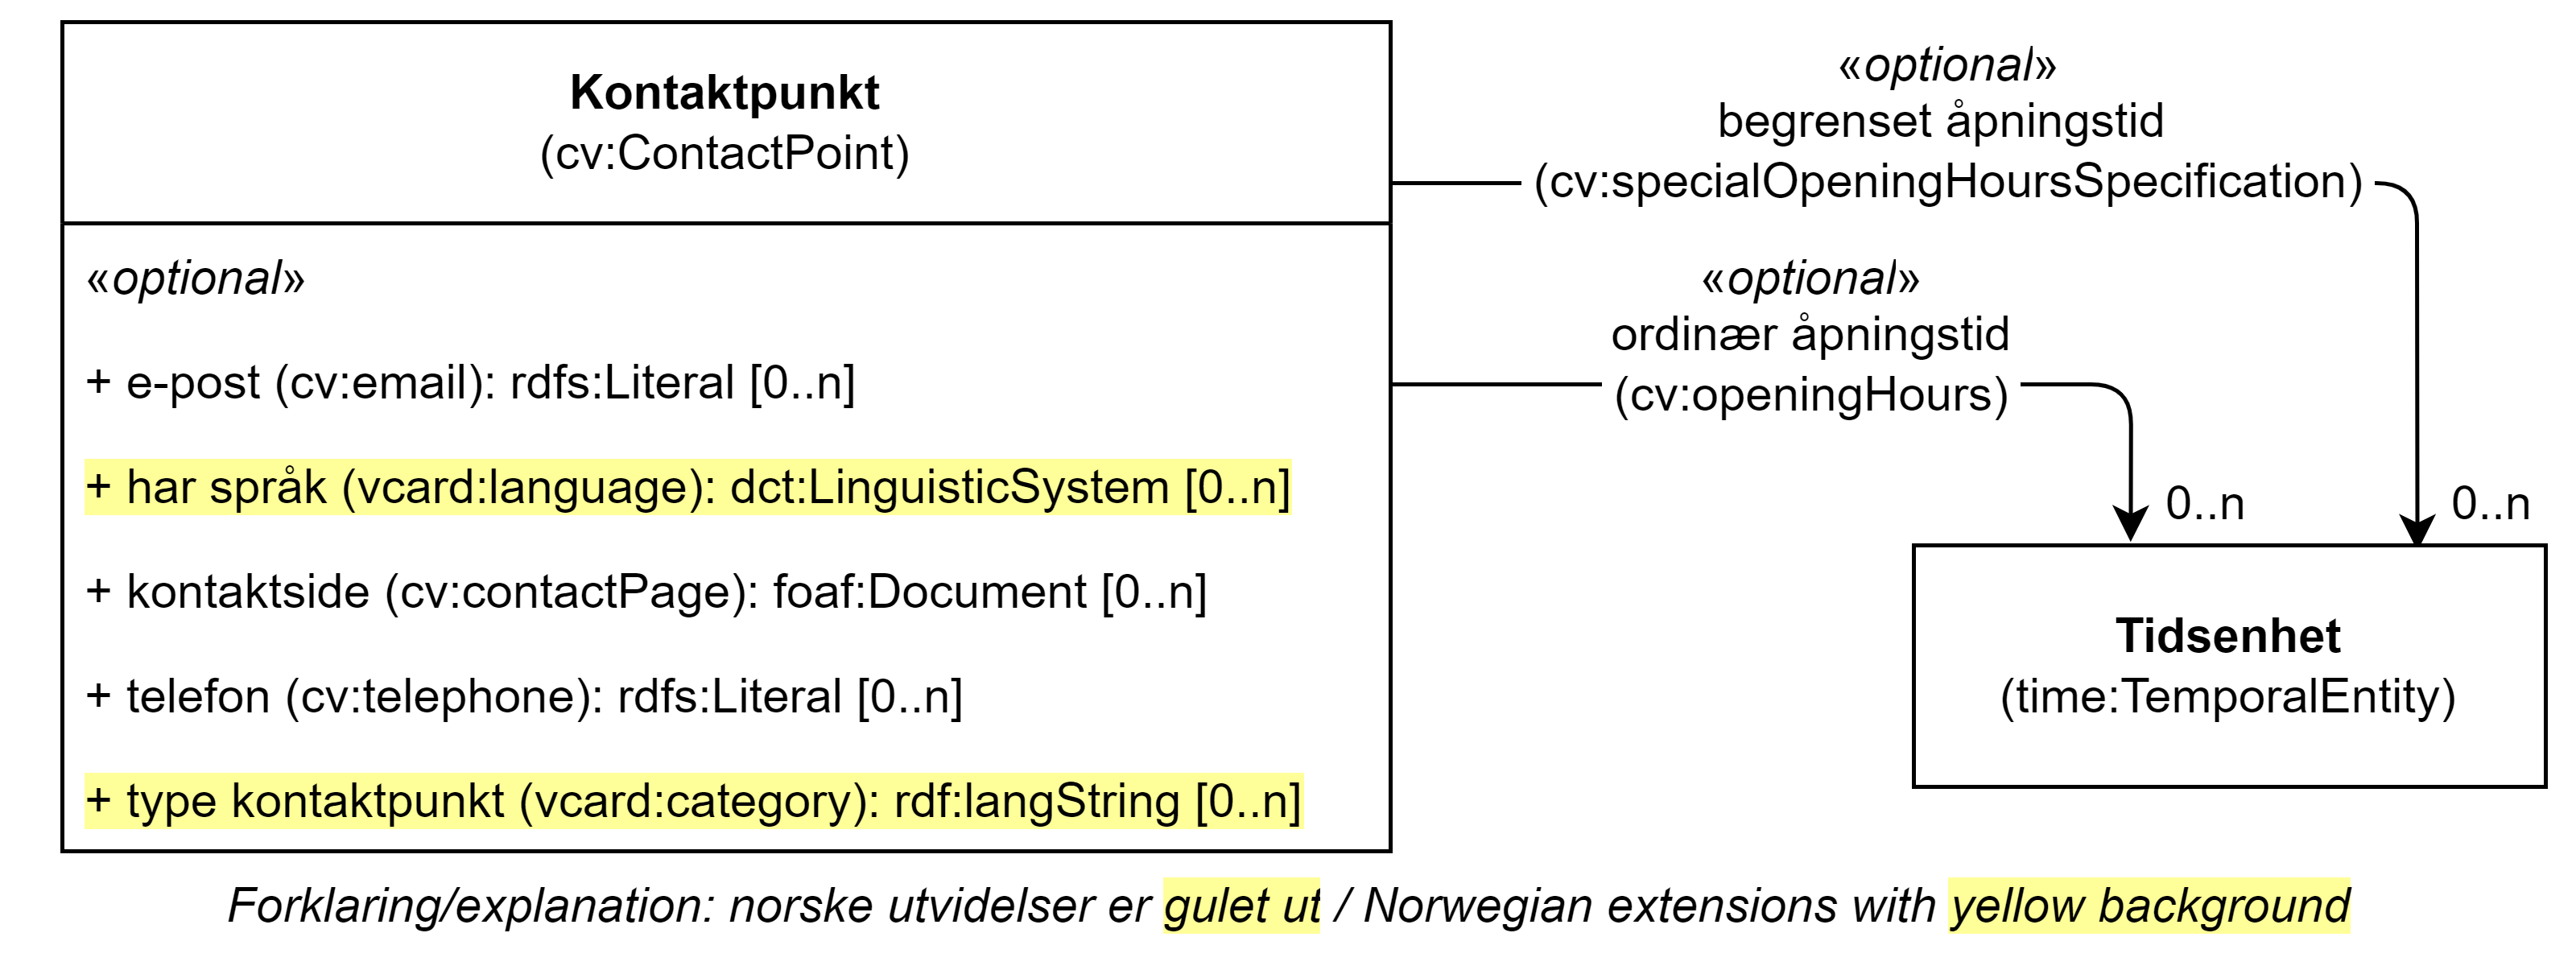 Kontaktpunkt
(cv:ContactPoint)
«optional»
+ e-post (cv:email): rdfs:Literal [0..n]
+ har språk (vcard:language): dct:LinguisticSystem [0..n]
+ kontaktside (cv:contactPage): foaf:Document [0..n]
+ telefon (cv:telephone): rdfs:Literal [0..n]
+ type kontaktpunkt (vcard:category): rdf:langString [0..n]
«optional»
begrenset åpningstid
(cv:specialOpeningHoursSpecification)
«optional»
ordinær åpningstid
(cv:openingHours)
0..n
0..n
Tidsenhet
(time:TemporalEntity)
Forklaring/explanation: norske utvidelser er gulet ut / Norwegian extensions with yellow background